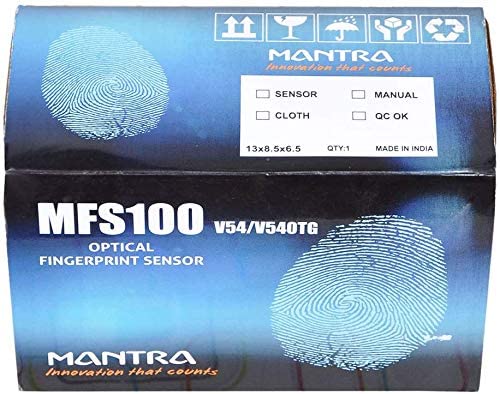 MANTRA
Innovation that counts
SENSOR MANUAL
CLOTH QC OK
13x8.5x6.5 QTY:1 MADE IN INDIA
MFS100 V54/V540TG
OPTICAL
FINGERPRINT SENSOR
MANTRA
Innovation that counts